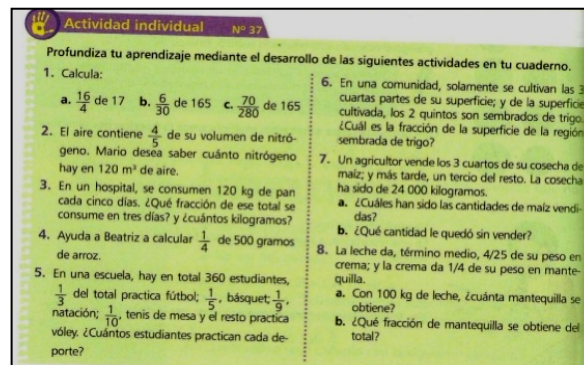 Actividad individual Nº 37
Profundiza tu aprendizaje mediante el desarrollo de las siguientes actividades en tu cuaderno.
1. Calcula:
a. 16/4 de 17 b. 6/30 de 165 c. 70/280 de 165
2. El aire contiene 4/5 de su volumen de nitró-
geno. Mario desea saber cuánto nitrógeno
hay en 120 m³ de aire.
3. En un hospital, se consumen 120 kg de pan
cada cinco días. ¿Qué fracción de ese total se
consume en tres días? y ¿cuántos kilogramos?
4. Ayuda a Beatriz a calcular 1/4 de 500 gramos
de arroz.
5. En una escuela, hay en total 360 estudiantes,
1/3 del total practica fútbol; 1/5, básquet; 1/9,
natación; 1/10, tenis de mesa y el resto practica
vóley. ¿Cuántos estudiantes practican cada de-
porte?
6. En una comunidad, solamente se cultivan las 3
cuartas partes de su superficie; y de la superficie
cultivada, los 2 quintos son sembrados de trigo.
¿Cuál es la fracción de la superficie de la región
sembrada de trigo?
7. Un agricultor vende los 3 cuartos de su cosecha de
maíz; y más tarde, un tercio del resto. La cosecha
ha sido de 24 000 kilogramos.
a. ¿Cuáles han sido las cantidades de maíz vendi-
das?
b. ¿Qué cantidad le quedó sin vender?
8. La leche da, término medio, 4/25 de su peso en
crema; y la crema da 1/4 de su peso en mante-
quilla.
a. Con 100 kg de leche, ¿cuánta mantequilla se
obtiene?
b. ¿Qué fracción de mantequilla se obtiene del
total?